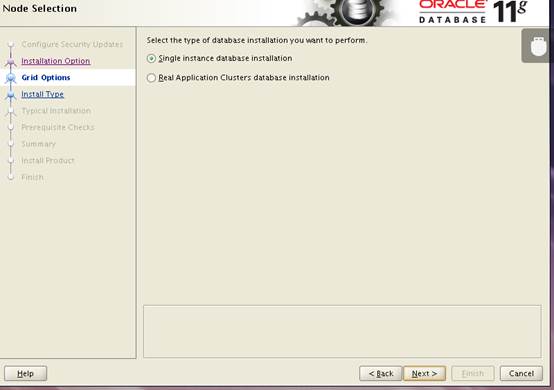 Node Selection
ORACLE
DATABASE 11g
Configure Security Updates
Installation Option
Grid Options
Install Type
Typical Installation
Prerequisite Checks
Summary
Install Product
Finish
Select the type of database installation you want to perform.
Single instance database installation
Real Application Clusters database installation
Help
< Back
Next >
Finish
Cancel